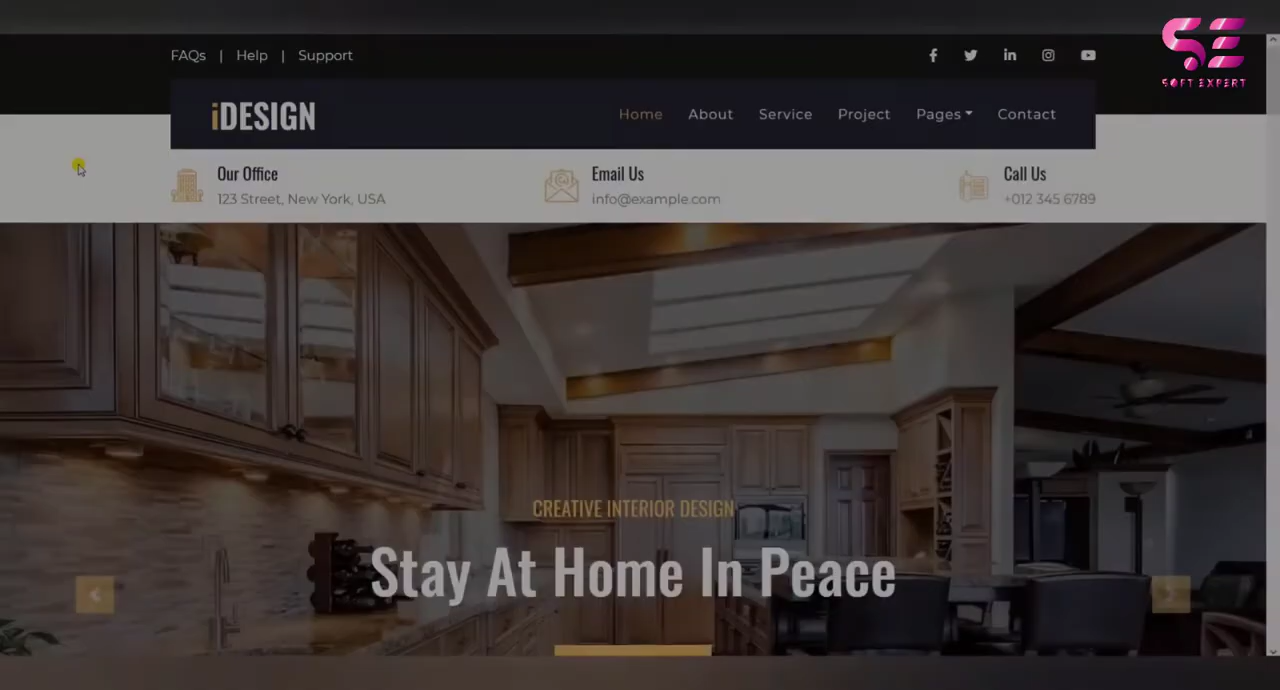 FAQs | Help | Support
SOFT EXPERT
iDESIGN
Home About Service Project Pages Contact
Our Office
123 Street, New York, USA
Email Us
info@example.com
Call Us
+012 345 6789
CREATIVE INTERIOR DESIGN
Stay At Home In Peace